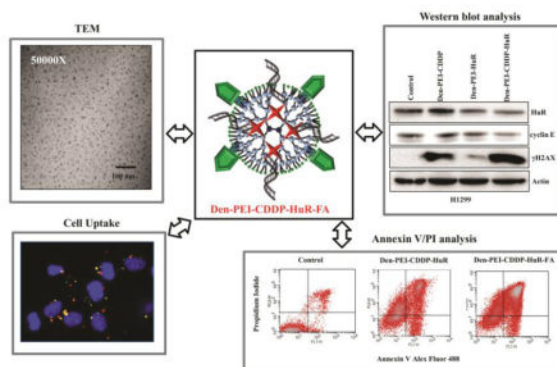 TEM
50000X
100 nm
Cell Uptake
Den-PEI-CDDP-HuR-FA
Western blot analysis
Control
Den-PEI-CDDP
Den-PEI-HuR
Den-PEI-CDDP-HuR
HuR
cyclin E
γH2AX
Actin
H1299
Annexin V/PI analysis
Control
Den-PEI-CDDP-HuR
Den-PEI-CDDP-HuR-FA
Propidium Iodide
Annexin V Alex Fluor 488